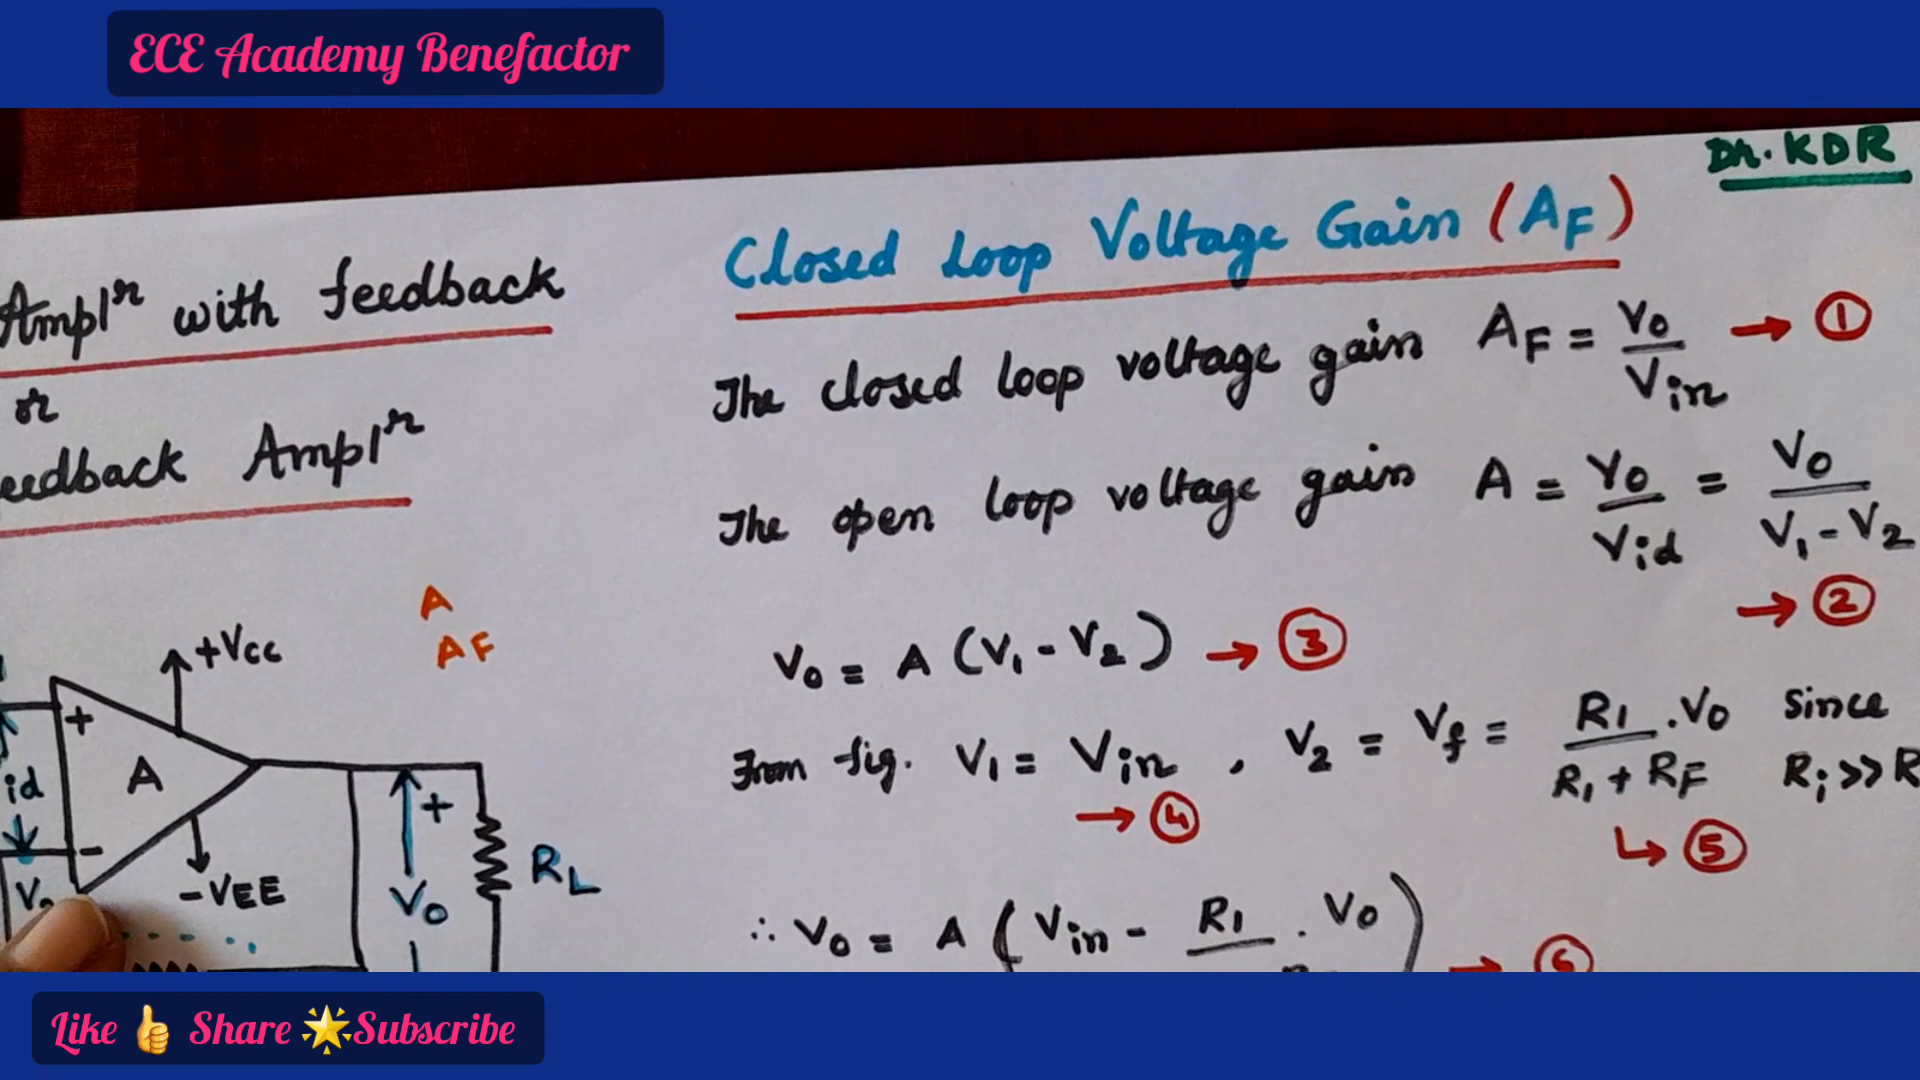 ECE Academy Benefactor
Dr. KDR
Ampl^r with feedback
or
eedback Ampl^r
A
AF
+VCC
+
A
id
-
-VEE
+
Vo
RL
Closed Loop Voltage Gain (AF)
The closed loop voltage gain AF = Vo/Vin → ①
The open loop voltage gain A = Vo/Vid = Vo/V1-V2
→ ②
Vo = A (V1 - V2) → ③
From fig. V1 = Vin , V2 = Vf = R1/R1 + RF . Vo Since Ri >> R
→ ④
↳ ⑤
∴ Vo = A ( Vin - R1 . Vo ) → ⑥
Like 👍 Share 🌟Subscribe